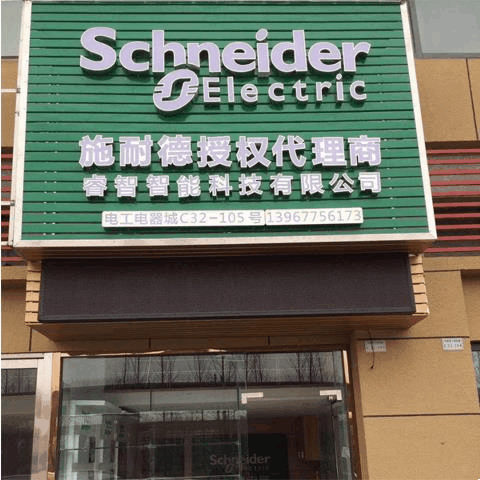 Schneider
Electric
施耐德授权代理商
睿智智能科技有限公司
电工电器城C32-105号 13967756173
Schneider
Electric